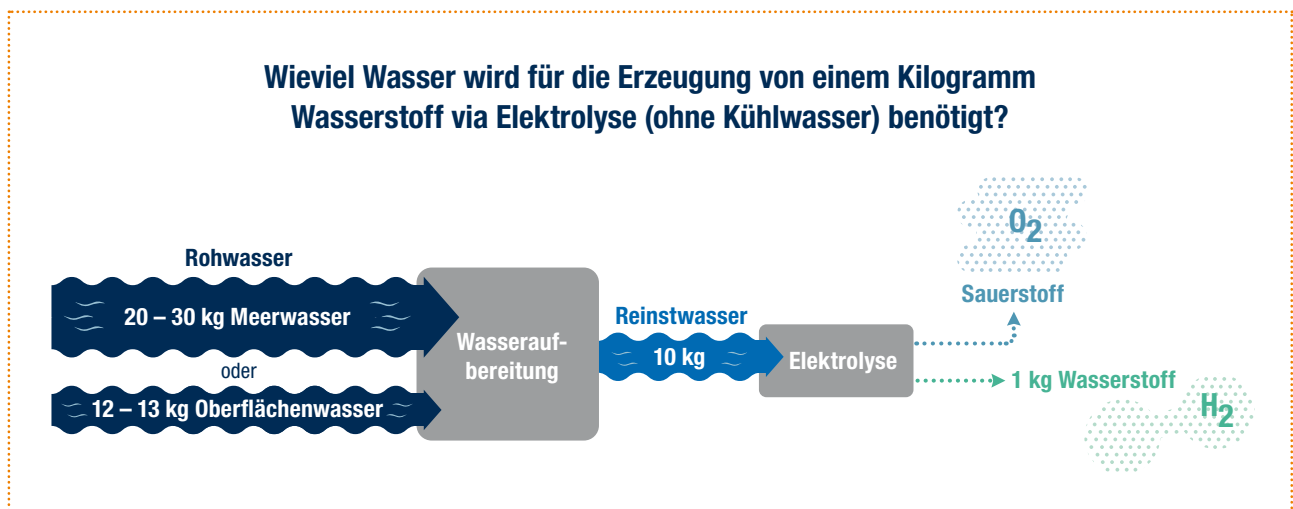 Wieviel Wasser wird für die Erzeugung von einem Kilogramm
Wasserstoff via Elektrolyse (ohne Kühlwasser) benötigt?
Rohwasser
20 – 30 kg Meerwasser
oder
12 – 13 kg Oberflächenwasser
Wasserauf-
bereitung
Reinstwasser
10 kg
Elektrolyse
O₂
Sauerstoff
1 kg Wasserstoff
H₂